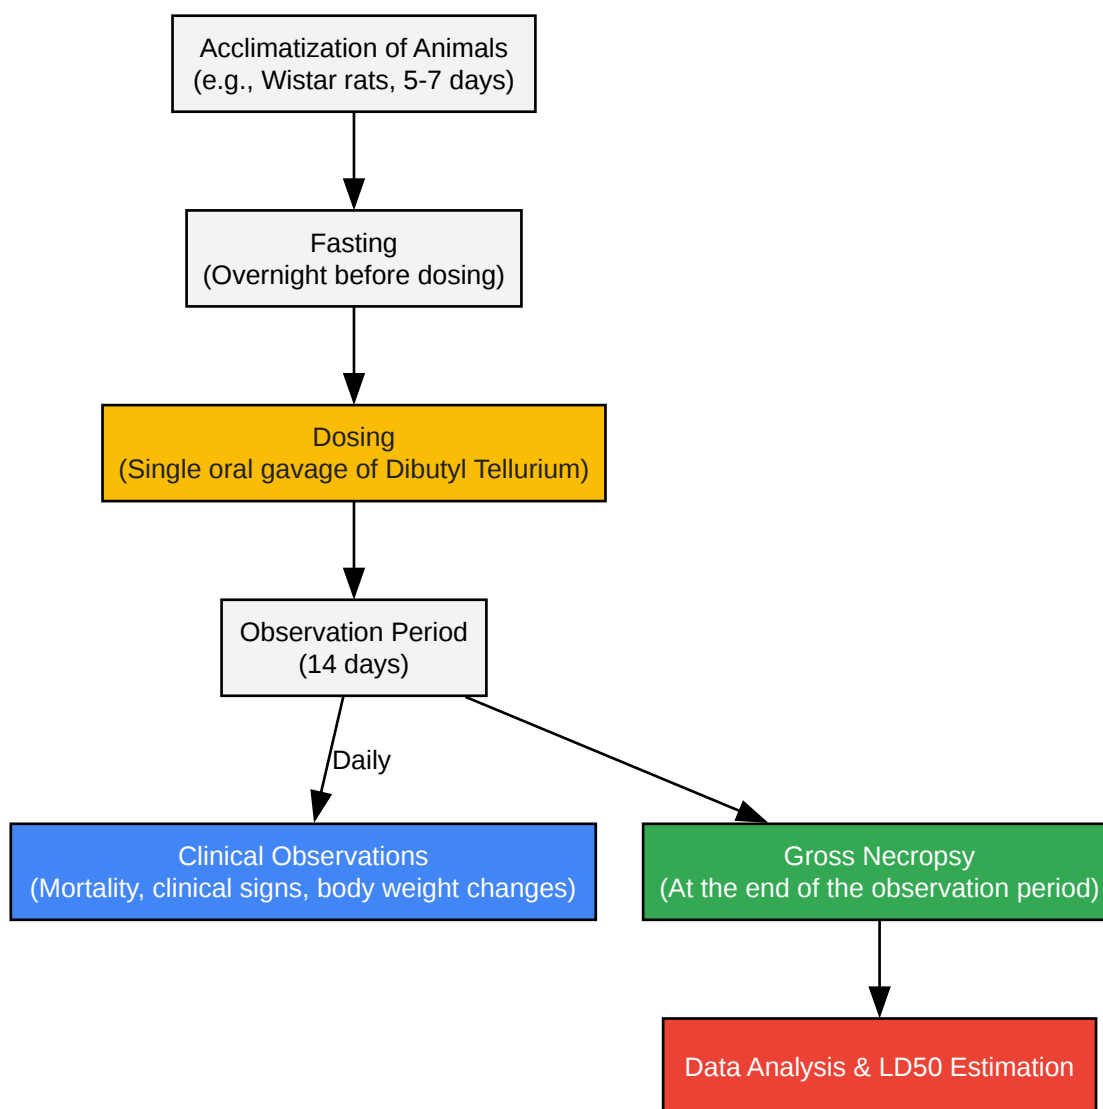 Acclimatization of Animals
(e.g., Wistar rats, 5-7 days)
Fasting
(Overnight before dosing)
Dosing
(Single oral gavage of Dibutyl Tellurium)
Observation Period
(14 days)
Daily
Clinical Observations
(Mortality, clinical signs, body weight changes)
Gross Necropsy
(At the end of the observation period)
Data Analysis & LD50 Estimation